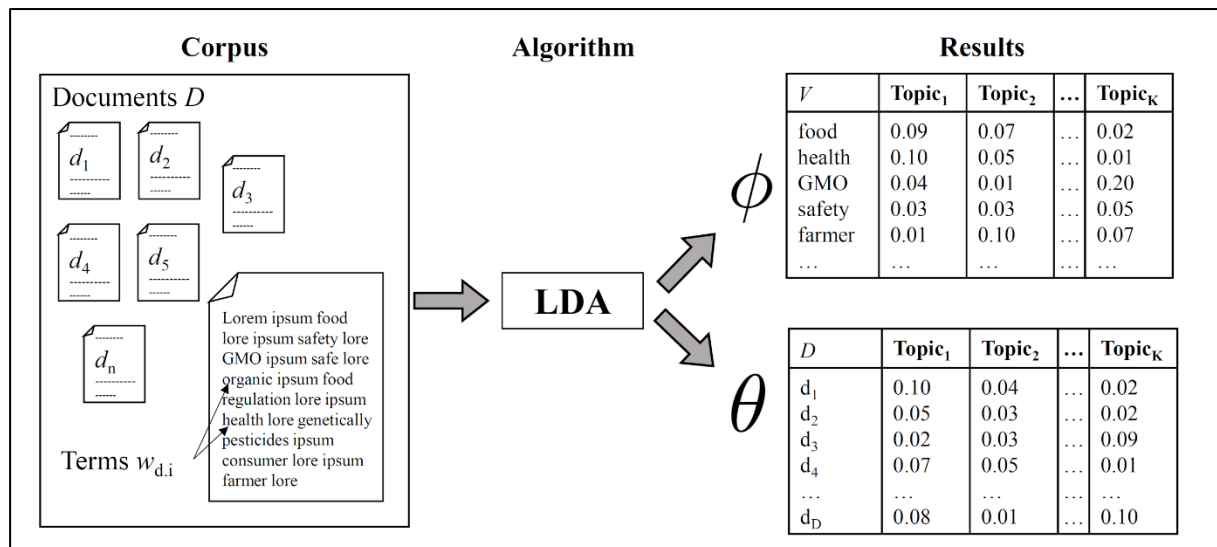 Corpus
Algorithm
Results
Documents D
d1
d2
d3
d4
d5
dn
Lorem ipsum food
lore ipsum safety lore
GMO ipsum safe lore
organic ipsum food
regulation lore ipsum
health lore genetically
pesticides ipsum
consumer lore ipsum
farmer lore
Terms wd.i
LDA
ϕ
V Topic1 Topic2 ... TopicK
food 0.09 0.07 ... 0.02
health 0.10 0.05 ... 0.01
GMO 0.04 0.01 ... 0.20
safety 0.03 0.03 ... 0.05
farmer 0.01 0.10 ... 0.07
... ... ... ... ...
θ
D Topic1 Topic2 ... TopicK
d1 0.10 0.04 ... 0.02
d2 0.05 0.03 ... 0.02
d3 0.02 0.03 ... 0.09
d4 0.07 0.05 ... 0.01
... ... ... ... ...
dD 0.08 0.01 ... 0.10